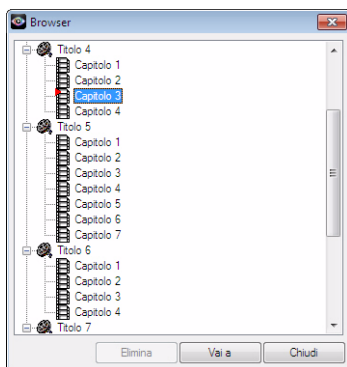 Browser
Titolo 4
Capitolo 1
Capitolo 2
Capitolo 3
Capitolo 4
Titolo 5
Capitolo 1
Capitolo 2
Capitolo 3
Capitolo 4
Capitolo 5
Capitolo 6
Capitolo 7
Titolo 6
Capitolo 1
Capitolo 2
Capitolo 3
Capitolo 4
Titolo 7
Elimina Vai a Chiudi